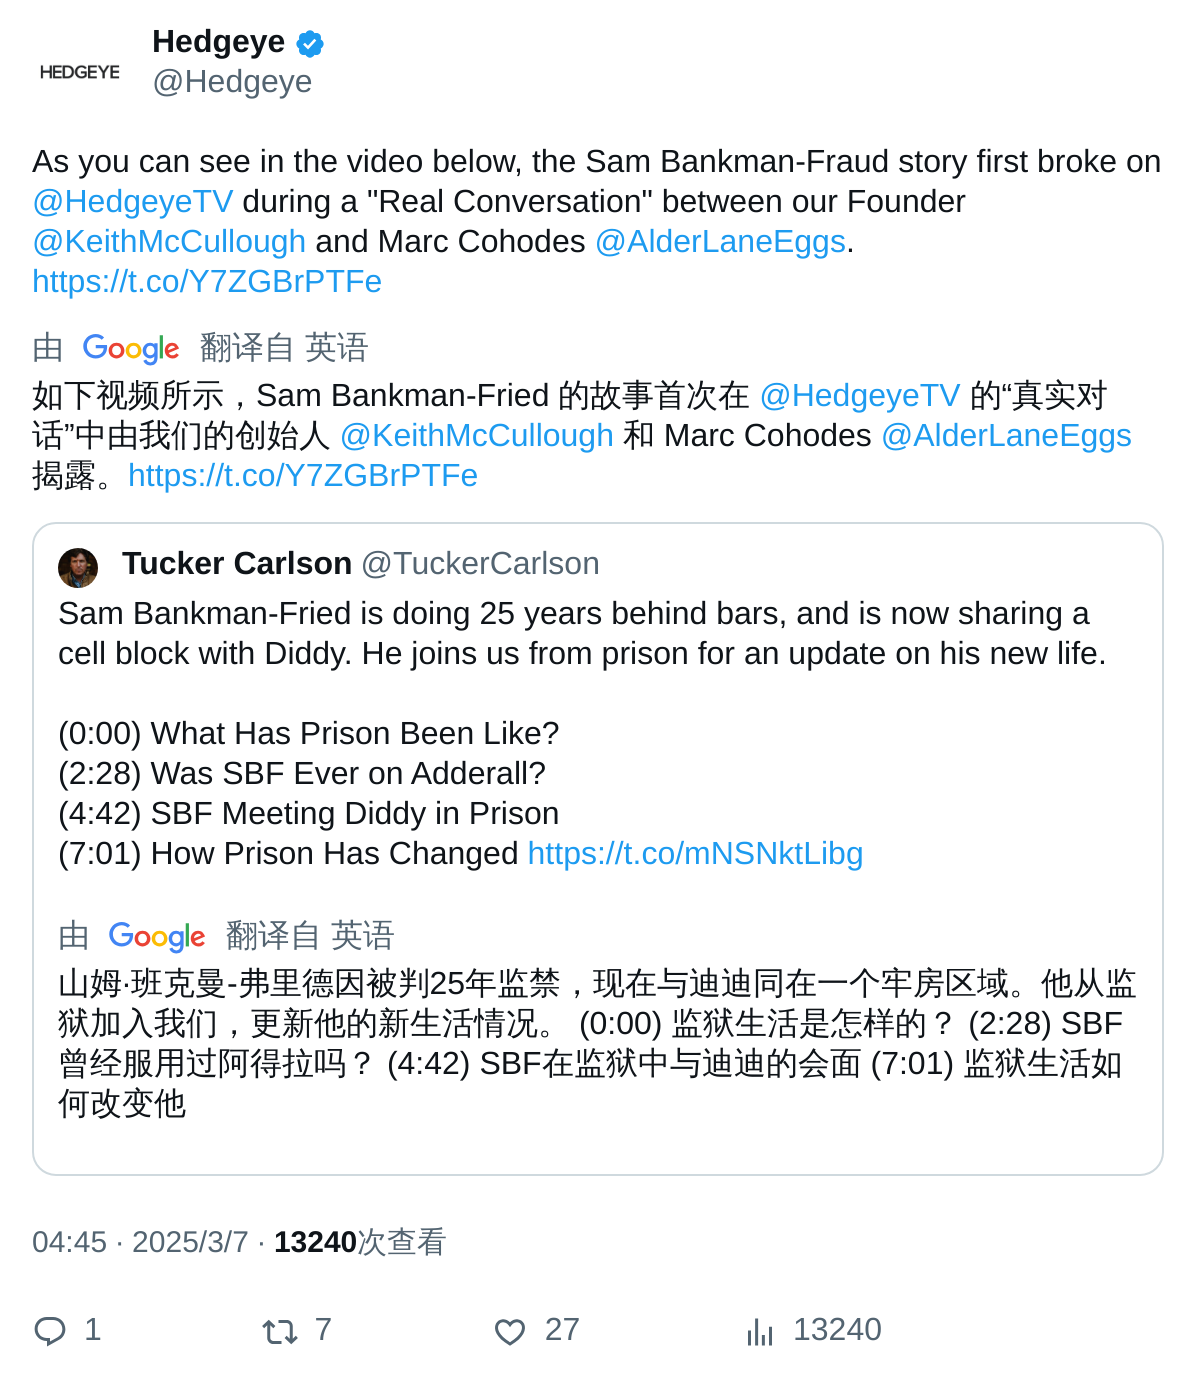 HEDGEYE
Hedgeye
@Hedgeye
As you can see in the video below, the Sam Bankman-Fraud story first broke on
@HedgeyeTV during a "Real Conversation" between our Founder
@KeithMcCullough and Marc Cohodes @AlderLaneEggs.
https://t.co/Y7ZGBrPTFe
由 Google 翻译自 英语
如下视频所示，Sam Bankman-Fried 的故事首次在 @HedgeyeTV 的“真实对
话”中由我们的创始人 @KeithMcCullough 和 Marc Cohodes @AlderLaneEggs
揭露。https://t.co/Y7ZGBrPTFe
Tucker Carlson @TuckerCarlson
Sam Bankman-Fried is doing 25 years behind bars, and is now sharing a
cell block with Diddy. He joins us from prison for an update on his new life.
(0:00) What Has Prison Been Like?
(2:28) Was SBF Ever on Adderall?
(4:42) SBF Meeting Diddy in Prison
(7:01) How Prison Has Changed https://t.co/mNSNktLibg
由 Google 翻译自 英语
山姆·班克曼-弗里德因被判25年监禁，现在与迪迪同在一个牢房区域。他从监
狱加入我们，更新他的新生活情况。 (0:00) 监狱生活是怎样的？ (2:28) SBF
曾经服用过阿得拉吗？ (4:42) SBF在监狱中与迪迪的会面 (7:01) 监狱生活如
何改变他
04:45 · 2025/3/7 · 13240次查看
1 7 27 13240